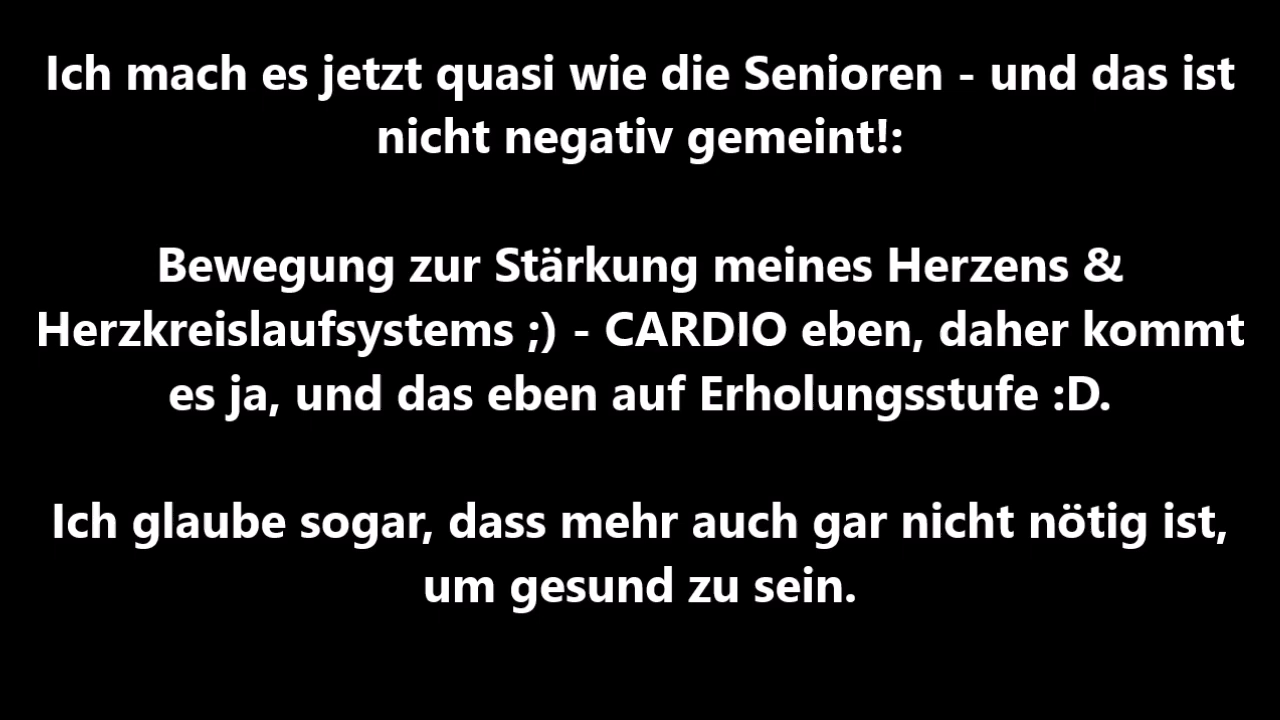 Ich mach es jetzt quasi wie die Senioren - und das ist
nicht negativ gemeint!:
Bewegung zur Stärkung meines Herzens &
Herzkreislaufsystems ;) - CARDIO eben, daher kommt
es ja, und das eben auf Erholungsstufe :D.
Ich glaube sogar, dass mehr auch gar nicht nötig ist,
um gesund zu sein.